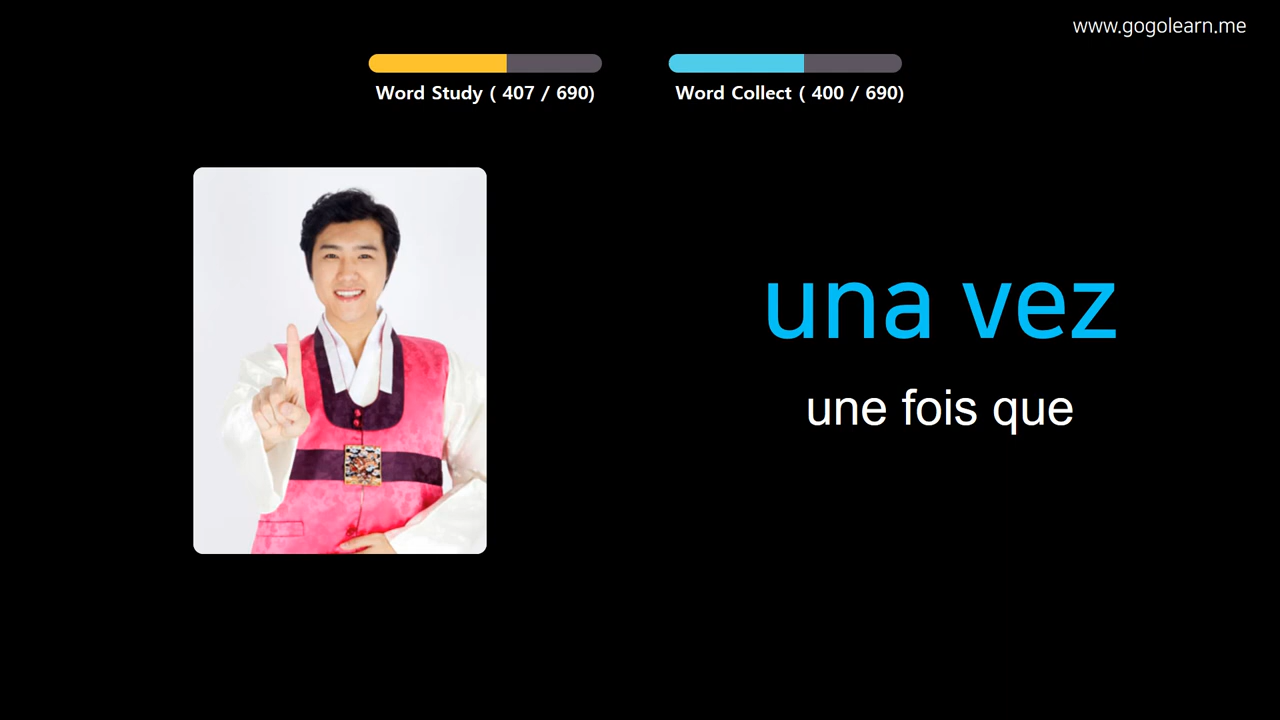 www.gogolearn.me
Word Study ( 407 / 690)
Word Collect ( 400 / 690)
una vez
une fois que